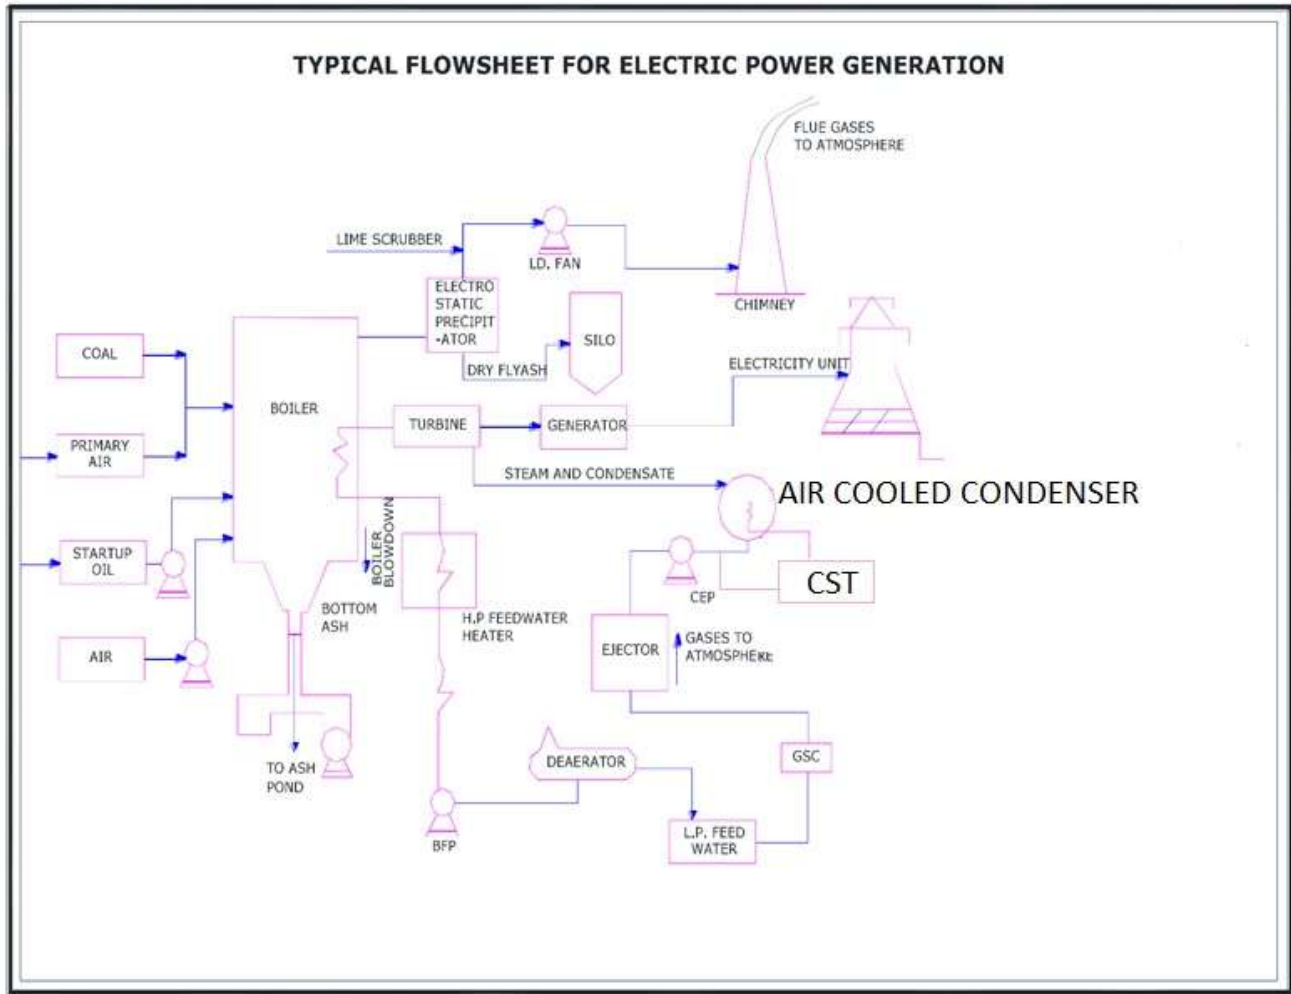 TYPICAL FLOWSHEET FOR ELECTRIC POWER GENERATION
FLUE GASES
TO ATMOSPHERE
LIME SCRUBBER
I.D. FAN
CHIMNEY
ELECTRO
STATIC
PRECIPIT
-ATOR
SILO
DRY FLYASH
ELECTRICITY UNIT
COAL
BOILER
TURBINE
GENERATOR
PRIMARY
AIR
STEAM AND CONDENSATE
AIR COOLED CONDENSER
STARTUP
OIL
BOILER
BLOWDOWN
CST
CEP
BOTTOM
ASH
H.P FEEDWATER
HEATER
EJECTOR
GASES TO
ATMOSPHERE
AIR
TO ASH
POND
DEAERATOR
GSC
BFP
L.P. FEED
WATER